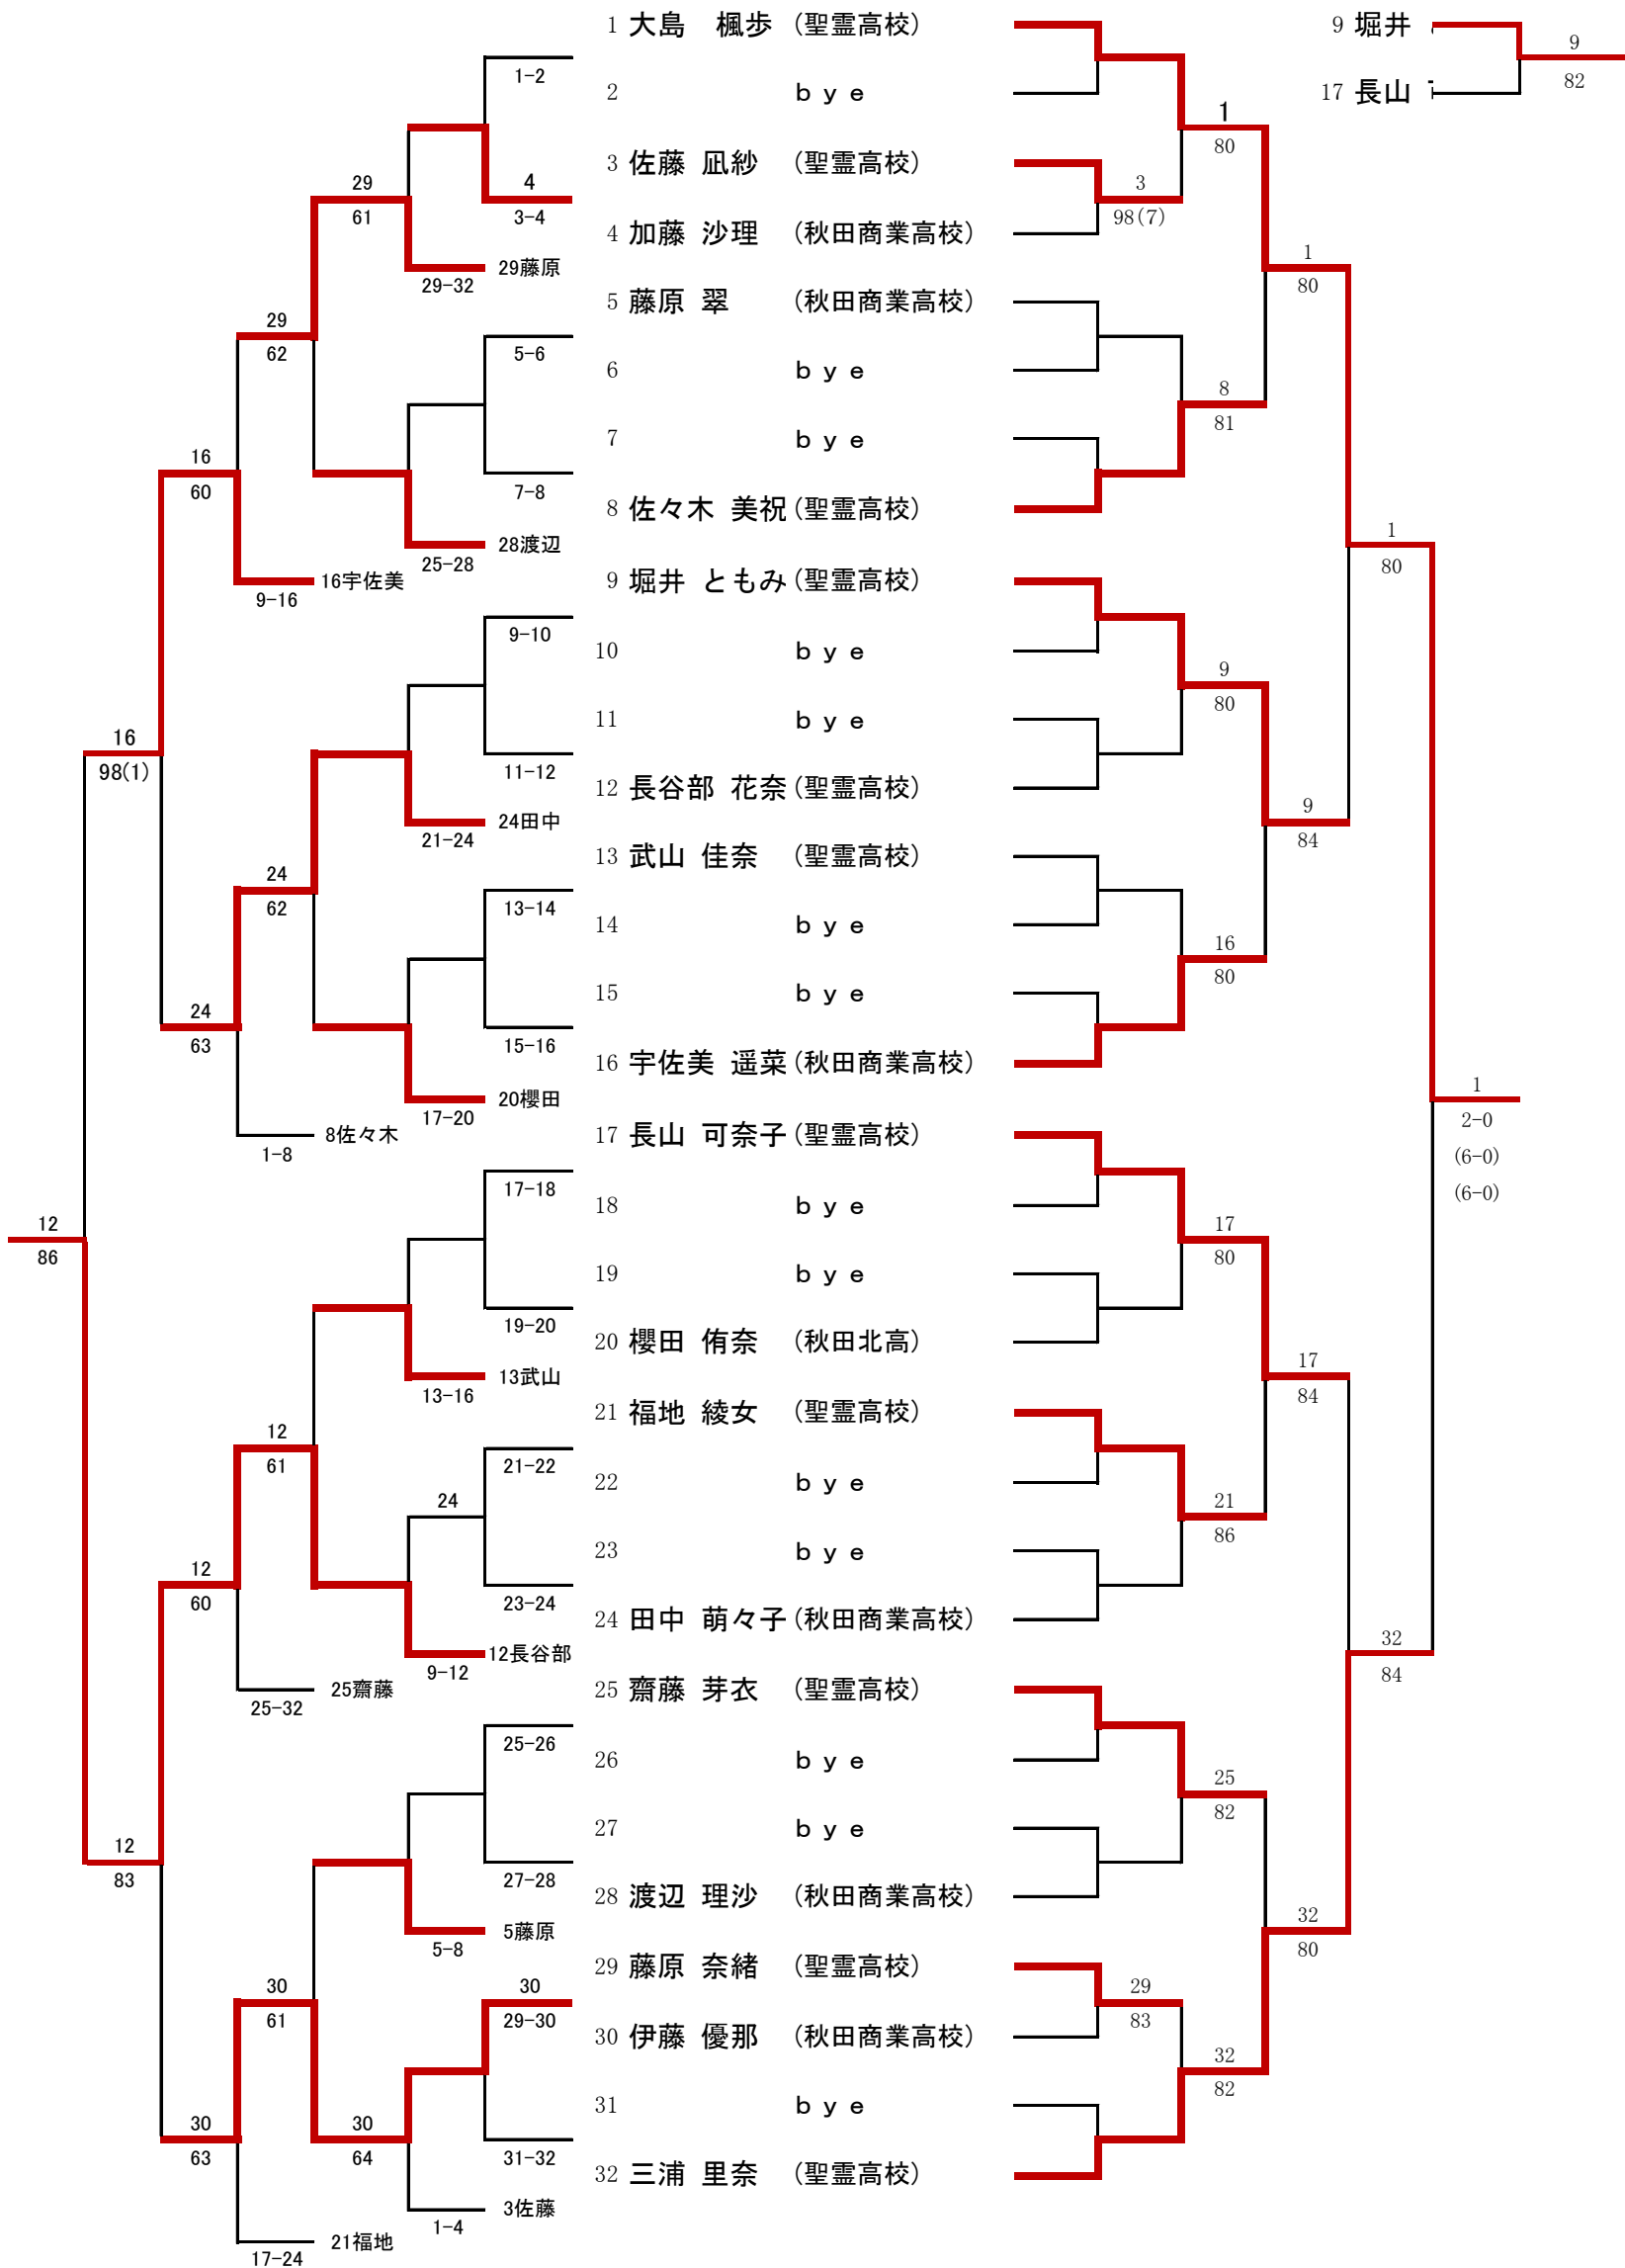 1 大島 楓歩 (聖霊高校)
9 堀井
9
1-2
82
2 bye
17 長山
1
80
3 佐藤 凪紗 (聖霊高校)
29
4
3
61
3-4
98(7)
4 加藤 沙理 (秋田商業高校)
1
29-32
29藤原
80
5 藤原 翠 (秋田商業高校)
29
62
5-6
6 bye
8
81
7 bye
16
60
7-8
8 佐々木 美祝 (聖霊高校)
1
25-28
28渡辺
80
9-16
16宇佐美
9 堀井 ともみ (聖霊高校)
9-10
10 bye
9
80
11 bye
16
98(1)
11-12
12 長谷部 花奈 (聖霊高校)
9
21-24
24田中
84
13 武山 佳奈 (聖霊高校)
24
62
13-14
14 bye
16
80
15 bye
24
63
15-16
16 宇佐美 遥菜 (秋田商業高校)
1
17-20
20櫻田
2-0
1-8
8佐々木
17 長山 可奈子 (聖霊高校)
(6-0)
17-18
(6-0)
18 bye
12
17
86
80
19 bye
19-20
20 櫻田 侑奈 (秋田北高)
17
13-16
13武山
84
21 福地 綾女 (聖霊高校)
12
61
21-22
22 bye
24
21
86
23 bye
12
60
23-24
24 田中 萌々子 (秋田商業高校)
32
9-12
12長谷部
84
25-32
25齋藤
25 齋藤 芽衣 (聖霊高校)
25-26
26 bye
25
82
27 bye
12
83
27-28
28 渡辺 理沙 (秋田商業高校)
32
5-8
5藤原
80
29 藤原 奈緒 (聖霊高校)
30
30
29
61
29-30
83
30 伊藤 優那 (秋田商業高校)
32
82
31 bye
30
30
63
64
31-32
32 三浦 里奈 (聖霊高校)
1-4
3佐藤
17-24
21福地